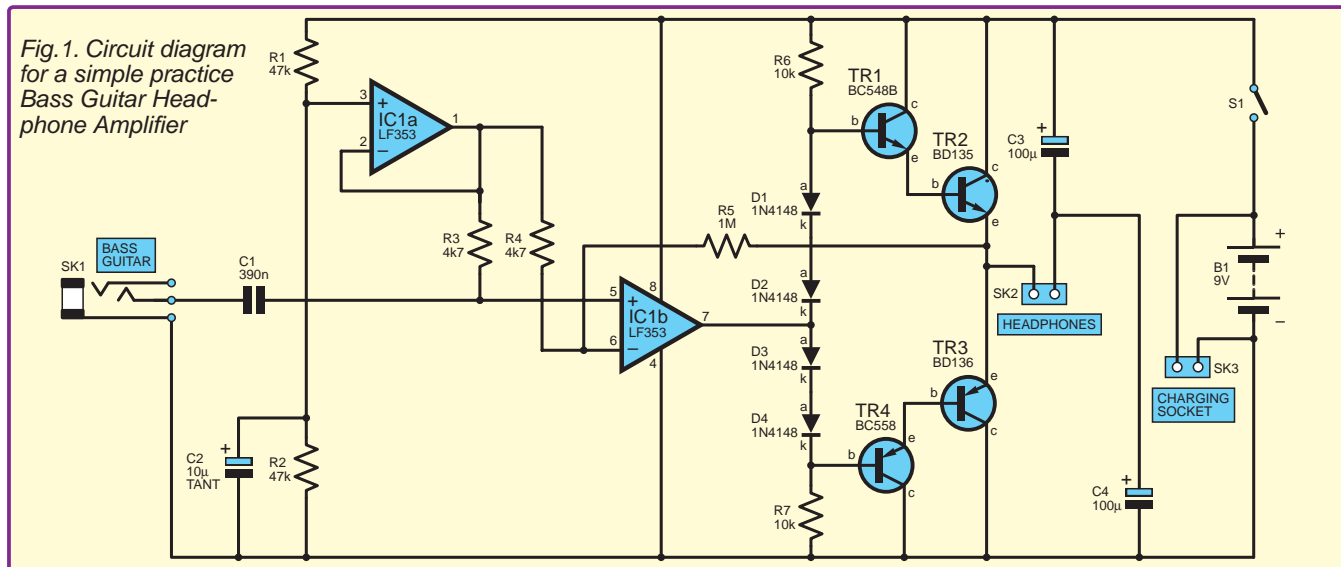 Fig.1. Circuit diagram
for a simple practice
Bass Guitar Head-
phone Amplifier
R1
47k
3
+
IC1a
LF353
1
2
−
R3
4k7
R4
4k7
R5
1M
R6
10k
TR1
BC548B
b
c
e
TR2
BD135
b
c
e
D1
1N4148
a
k
D2
1N4148
a
k
D3
1N4148
a
k
D4
1N4148
a
k
SK1
BASS
GUITAR
C1
390n
5
+
8
IC1b
LF353
7
6
−
4
C2
10µ
TANT
+
R2
47k
R7
10k
TR3
BD136
b
e
c
TR4
BC558
b
e
c
SK2
HEADPHONES
C3
100µ
+
C4
100µ
+
S1
B1
9V
+
−
SK3
CHARGING
SOCKET